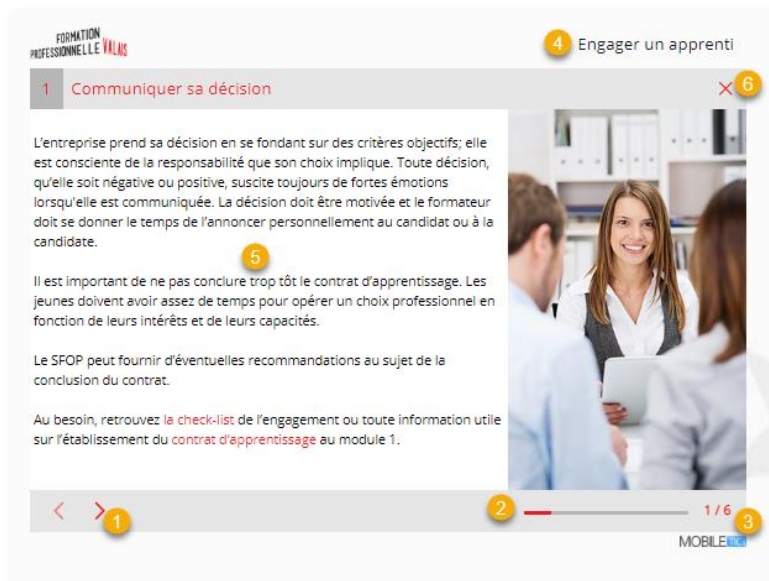 FORMATION
PROFESSIONNELLE VALAIS
4 Engager un apprenti
1 Communiquer sa décision
6
L'entreprise prend sa décision en se fondant sur des critères objectifs; elle
est consciente de la responsabilité que son choix implique. Toute décision,
qu'elle soit négative ou positive, suscite toujours de fortes émotions
lorsqu'elle est communiquée. La décision doit être motivée et le formateur
doit se donner le temps de l'annoncer personnellement au candidat ou à la
candidate.
5
Il est important de ne pas conclure trop tôt le contrat d'apprentissage. Les
jeunes doivent avoir assez de temps pour opérer un choix professionnel en
fonction de leurs intérêts et de leurs capacités.
Le SFOP peut fournir d'éventuelles recommandations au sujet de la
conclusion du contrat.
Au besoin, retrouvez la check-list de l'engagement ou toute information utile
sur l'établissement du contrat d'apprentissage au module 1.
1
2
1 / 6
3
MOBILETIC